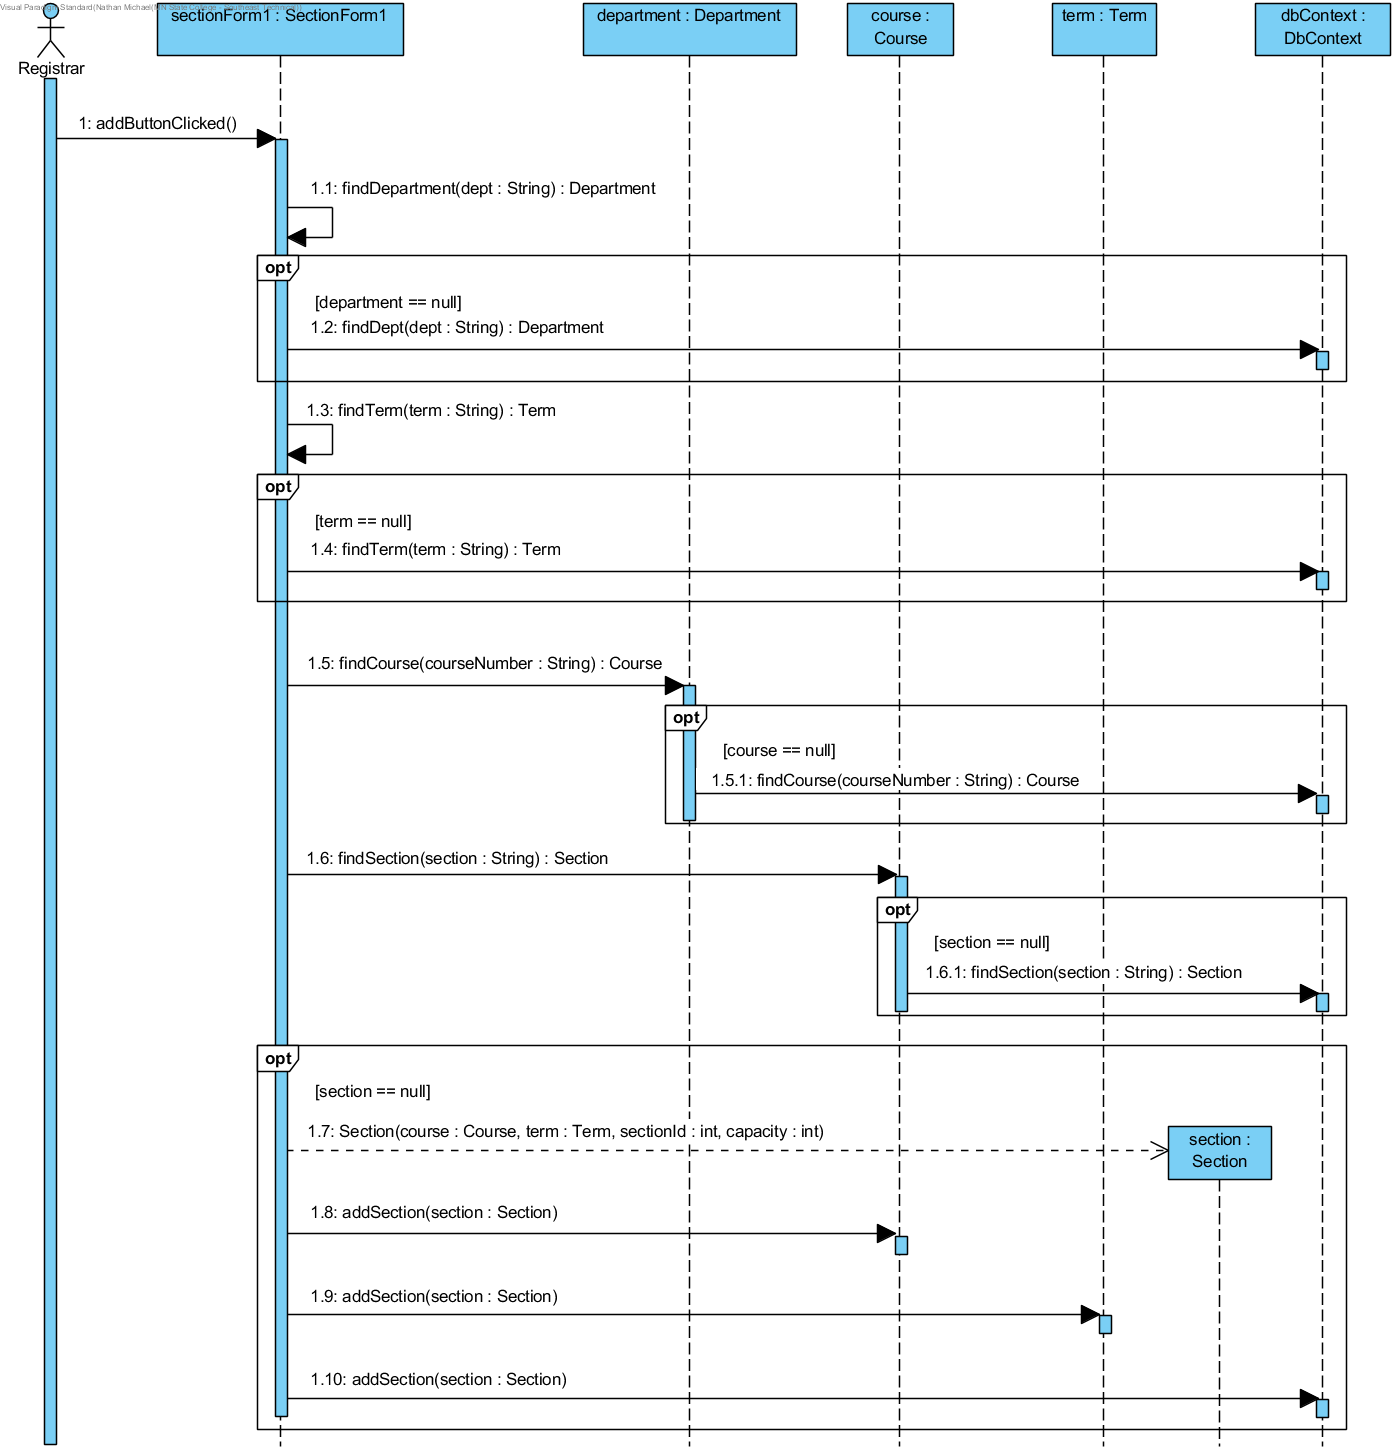 Visual Paradigm Standard(Nathan Michael(MN State College - Southeast Technical))
sectionForm1 : SectionForm1
department : Department
course :
Course
term : Term
dbContext :
DbContext
Registrar
1: addButtonClicked()
1.1: findDepartment(dept : String) : Department
opt
[department == null]
1.2: findDept(dept : String) : Department
1.3: findTerm(term : String) : Term
opt
[term == null]
1.4: findTerm(term : String) : Term
1.5: findCourse(courseNumber : String) : Course
opt
[course == null]
1.5.1: findCourse(courseNumber : String) : Course
1.6: findSection(section : String) : Section
opt
[section == null]
1.6.1: findSection(section : String) : Section
opt
[section == null]
1.7: Section(course : Course, term : Term, sectionId : int, capacity : int)
section :
Section
1.8: addSection(section : Section)
1.9: addSection(section : Section)
1.10: addSection(section : Section)